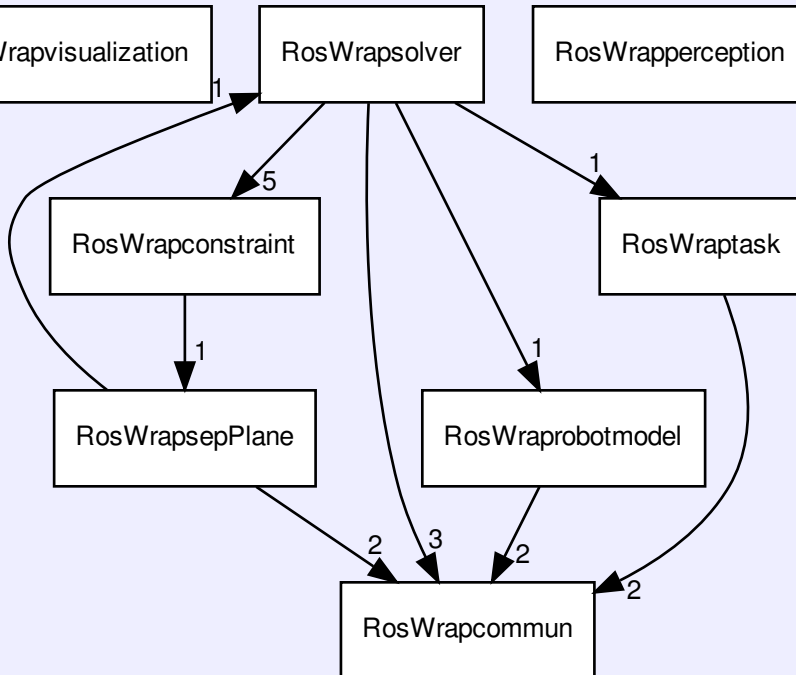 Wrapvisualization
RosWrapsolver
RosWrapperception
1
5
1
RosWrapconstraint
RosWraptask
1
1
RosWrapsepPlane
RosWraprobotmodel
2
3
2
2
RosWrapcommun